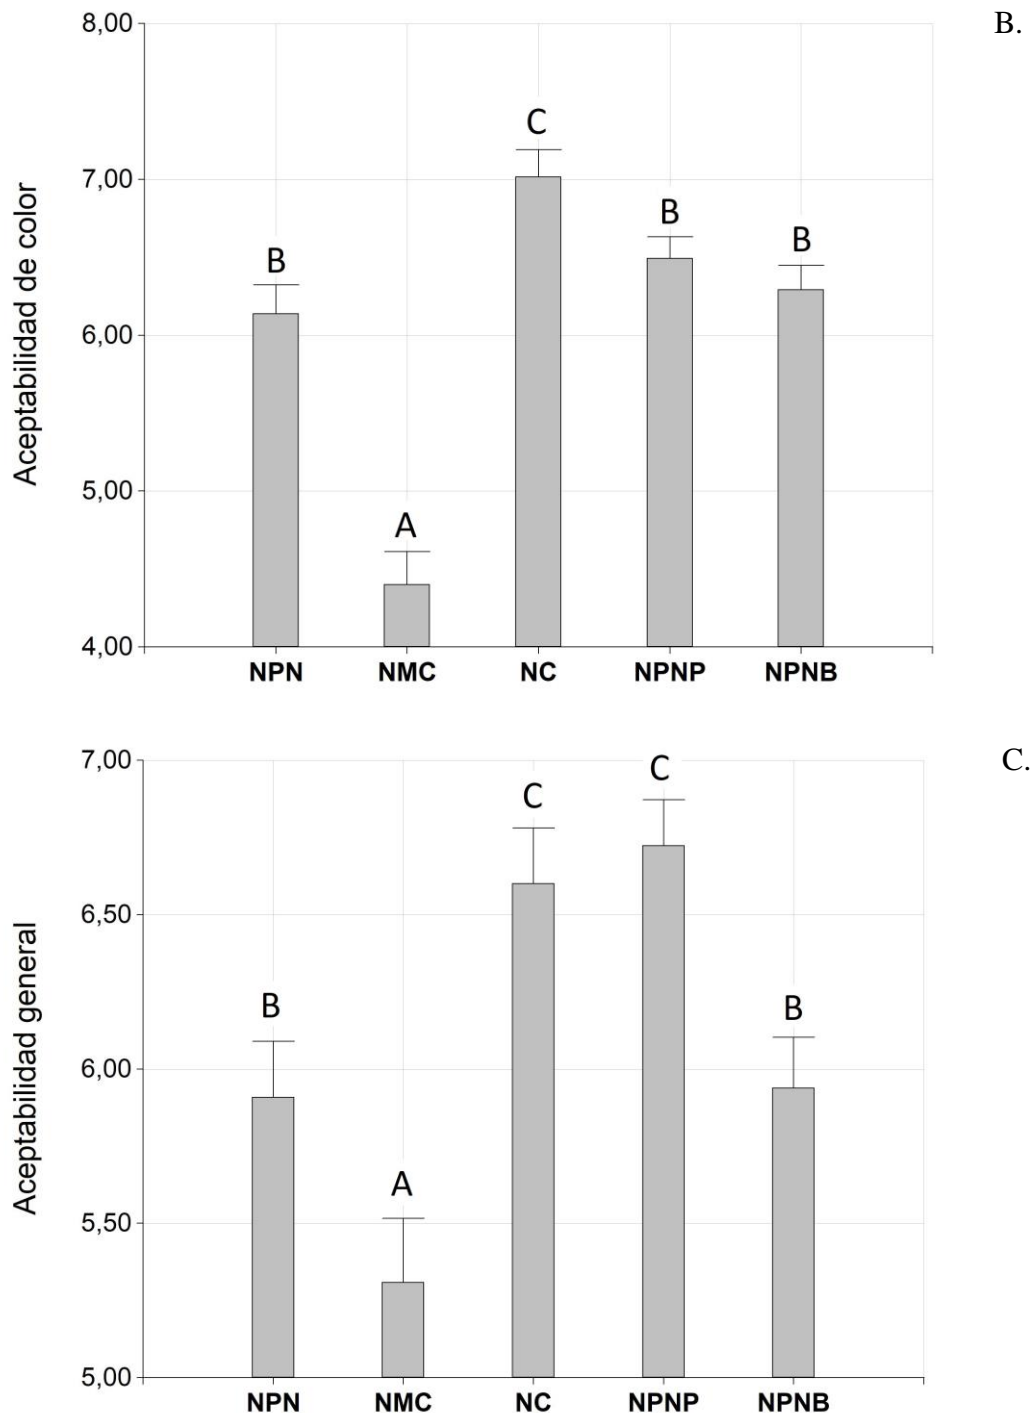 B.
8,00
7,00
6,00
5,00
4,00
Aceptabilidad de color
B
A
C
B
B
NPN NMC NC NPNP NPNB
C.
7,00
6,50
6,00
5,50
5,00
Aceptabilidad general
B
A
C
C
B
NPN NMC NC NPNP NPNB